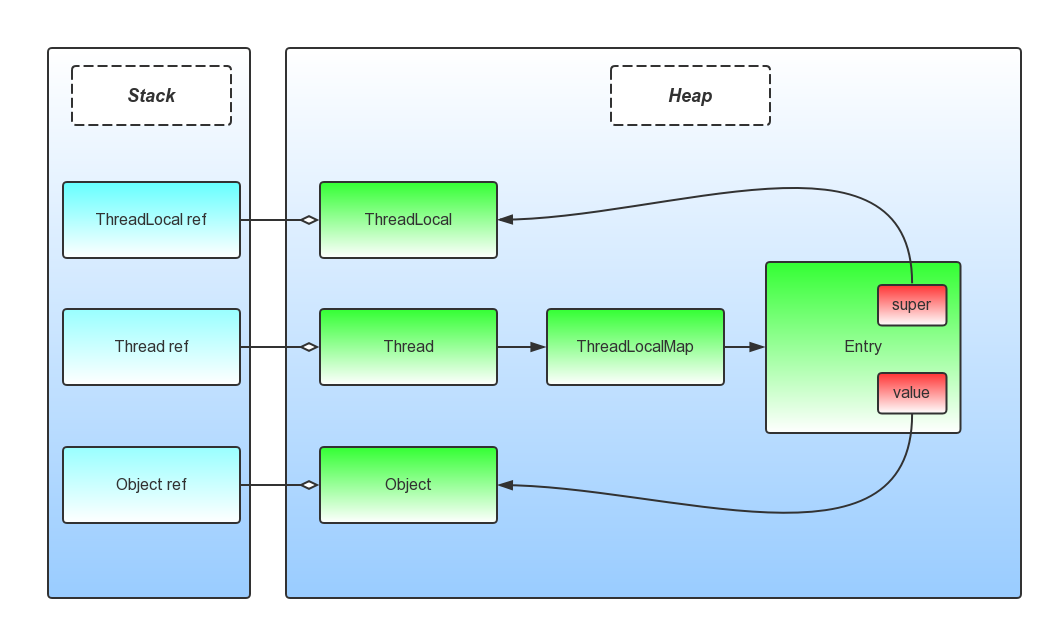 Stack
Heap
ThreadLocal ref
ThreadLocal
super
Thread ref
Thread
ThreadLocalMap
Entry
value
Object ref
Object